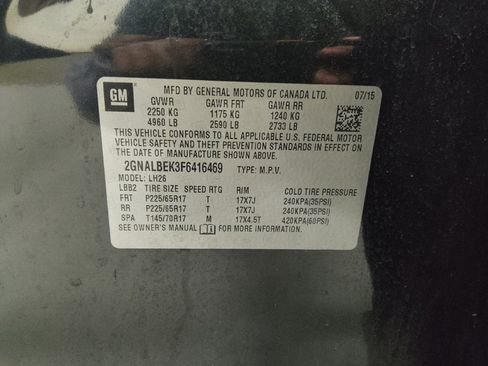 GM
MFD BY GENERAL MOTORS OF CANADA LTD. 07/15
GVWR GAWR FRT GAWR RR
2250 KG 1175 KG 1240 KG
4960 LB 2590 LB 2733 LB
THIS VEHICLE CONFORMS TO ALL APPLICABLE U.S. FEDERAL MOTOR
VEHICLE SAFETY AND THEFT PREVENTION STANDARDS IN EFFECT ON
THE DATE OF MANUFACTURE SHOWN ABOVE.
2GNALBEK3F6416469 TYPE: M.P.V.
MODEL: LH26
LBB2 TIRE SIZE SPEED RTG R/M COLD TIRE PRESSURE
FRT P225/65R17 T 17X7J 240KPA(35PSI)
RR P225/65R17 T 17X7J 240KPA(35PSI)
SPA T145/70R17 M 17X4.5T 420KPA(60PSI)
SEE OWNER'S MANUAL FOR MORE INFORMATION